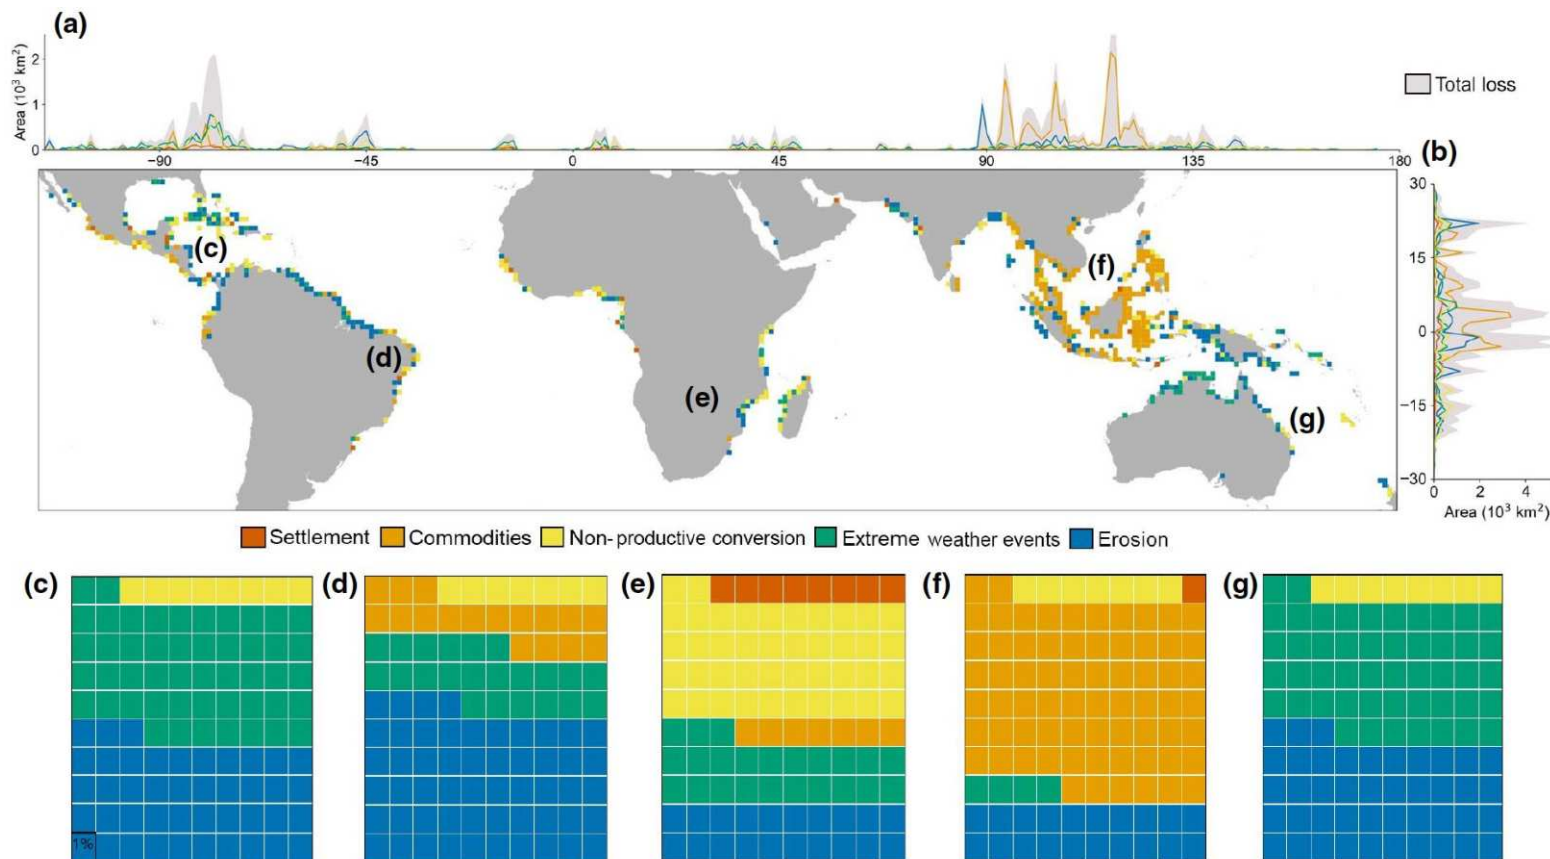 (a)
Area (10³ km²)
2
1
0
Total loss
−90
−45
0
45
90
135
180
(b)
30
15
0
−15
−30
0
2
4
Area (10³ km²)
(c)
(f)
(d)
(e)
(g)
Settlement
Commodities
Non-productive conversion
Extreme weather events
Erosion
(c)
(d)
(e)
(f)
(g)
1%